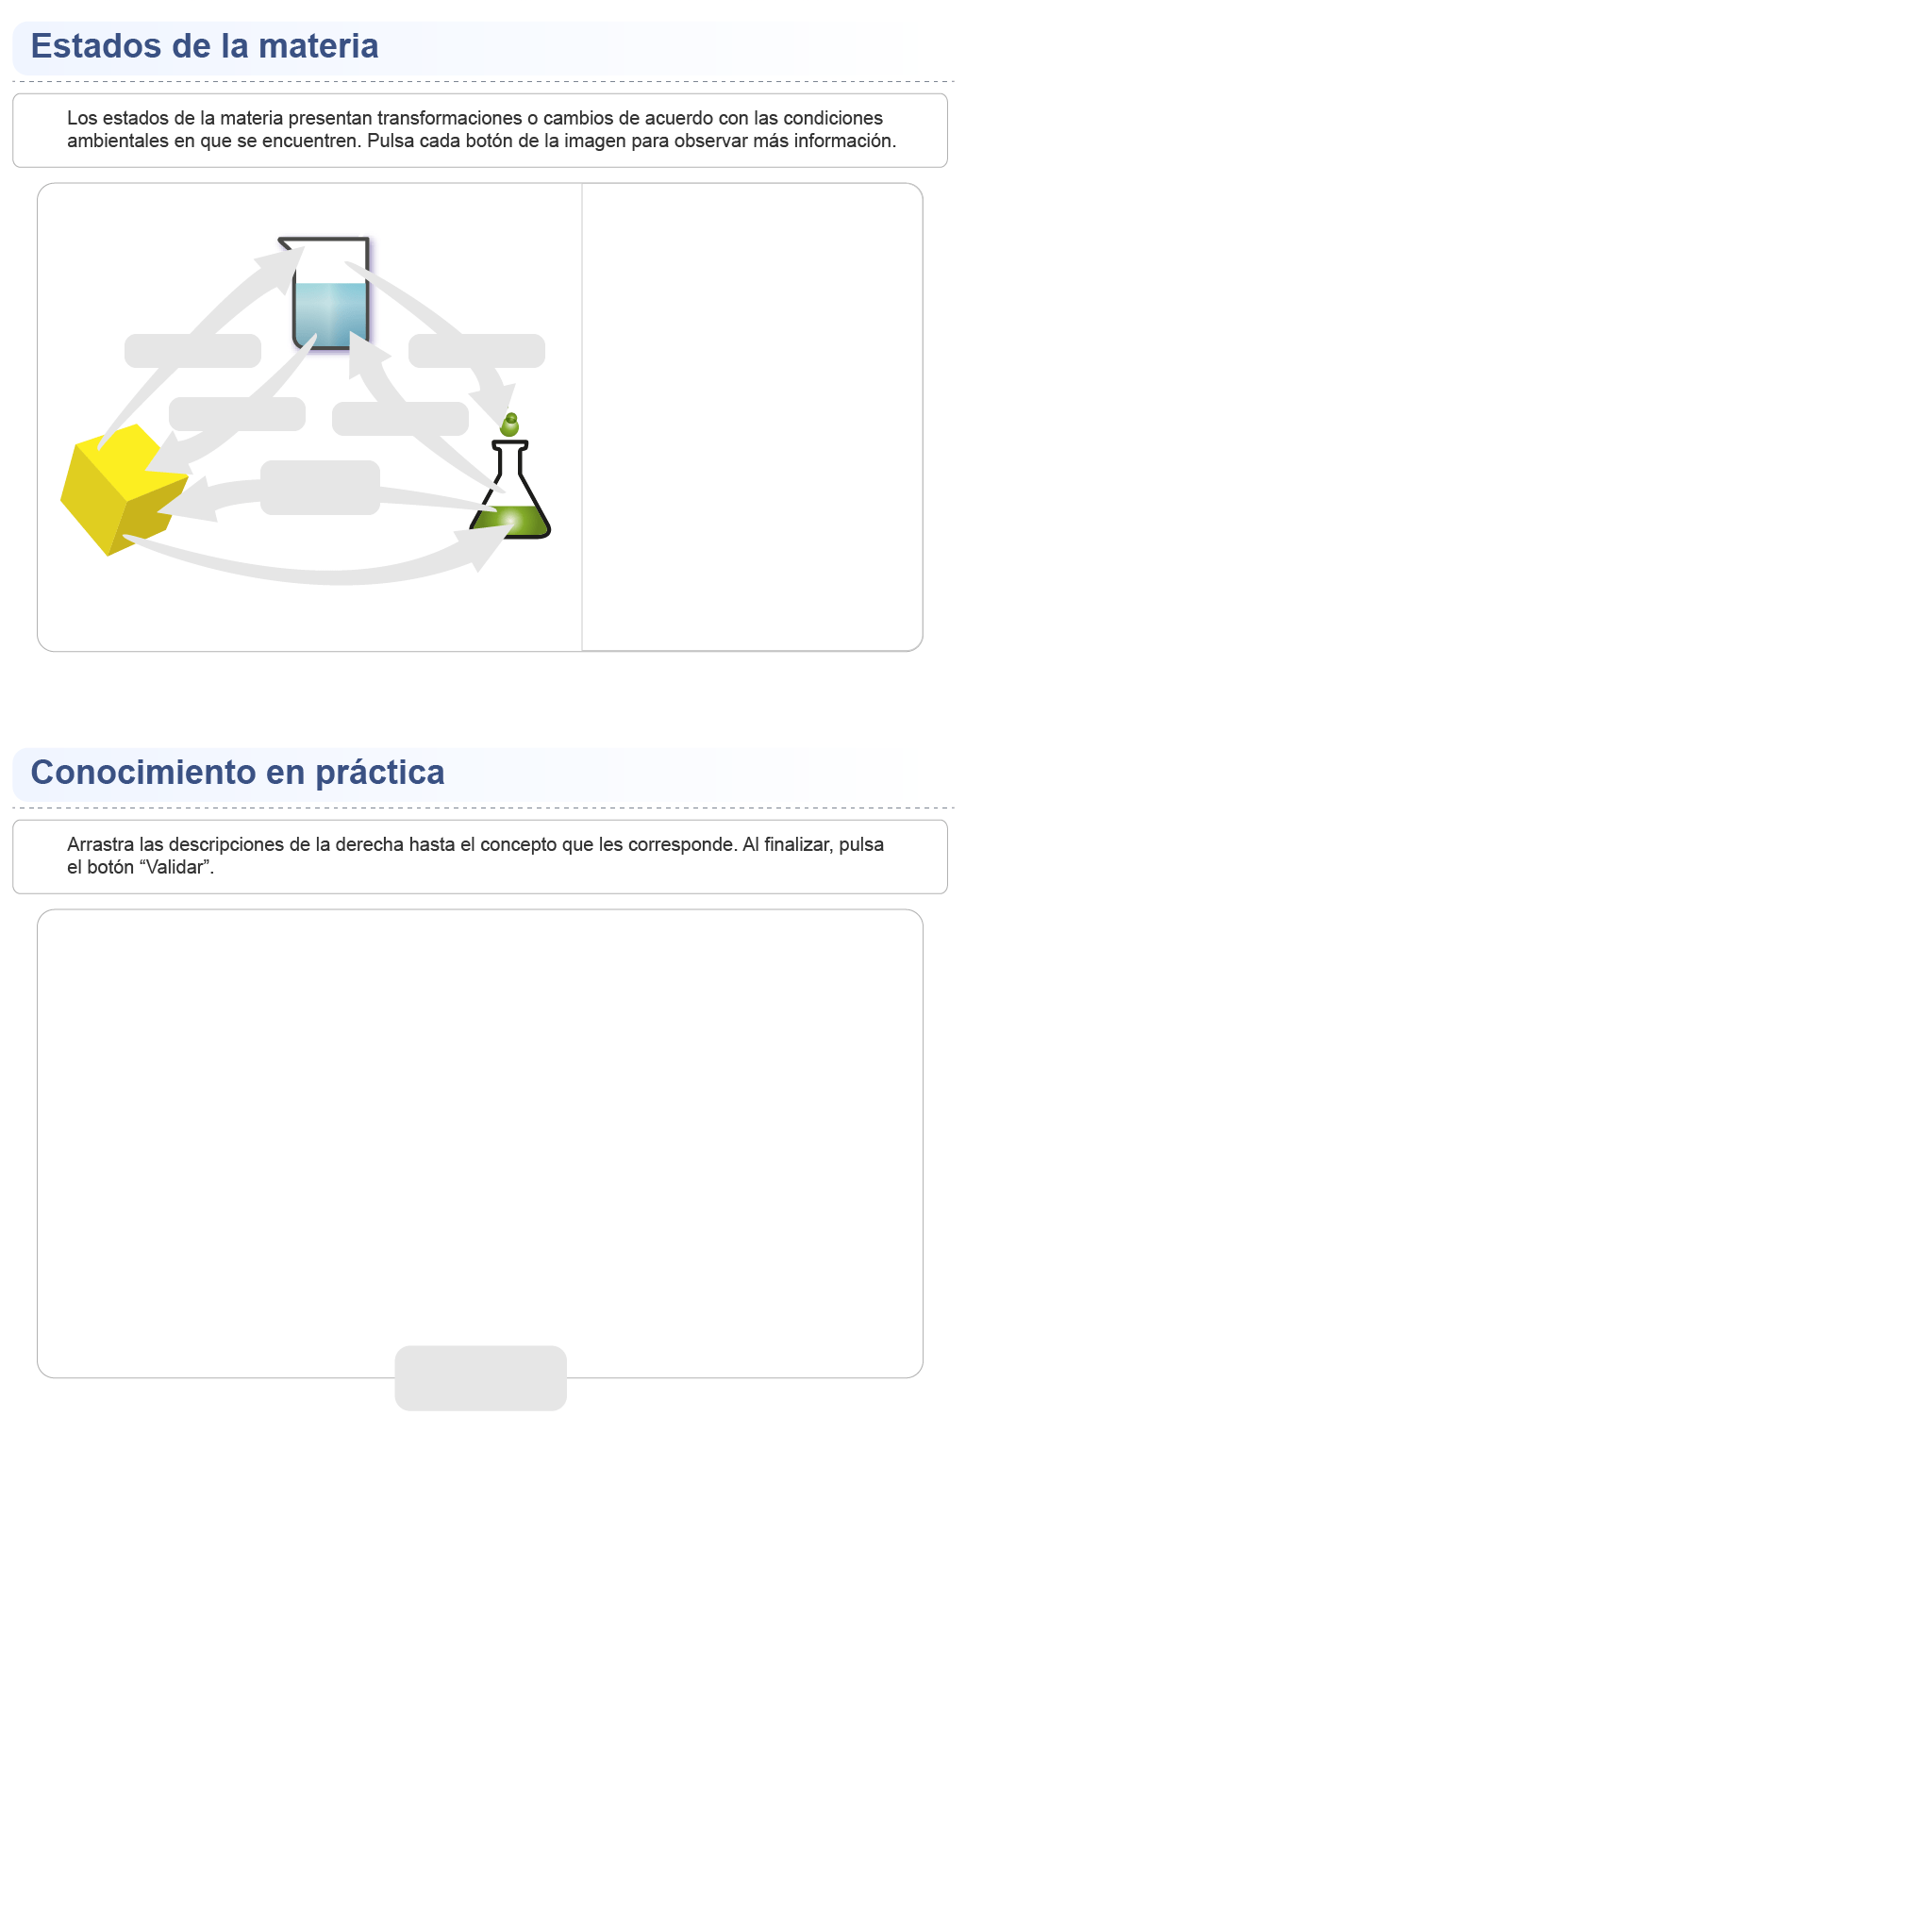 Estados de la materia
Los estados de la materia presentan transformaciones o cambios de acuerdo con las condiciones
ambientales en que se encuentren. Pulsa cada botón de la imagen para observar más información.
Conocimiento en práctica
Arrastra las descripciones de la derecha hasta el concepto que les corresponde. Al finalizar, pulsa
el botón “Validar”.